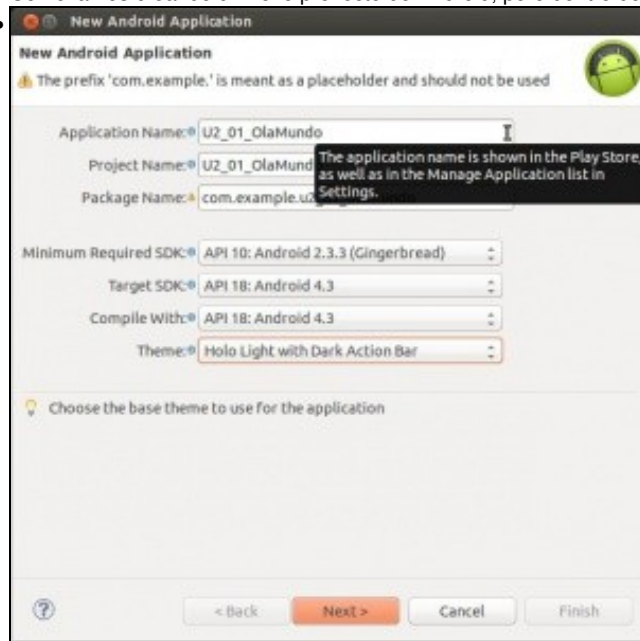 New Android Application
New Android Application
The prefix 'com.example.' is meant as a placeholder and should not be used
Application Name: U2_01_OlaMundo
The application name is shown in the Play Store,
as well as in the Manage Application list in
Settings.
Project Name: U2_01_OlaMund
Package Name: com.example.u2
Minimum Required SDK: API 10: Android 2.3.3 (Gingerbread)
Target SDK: API 18: Android 4.3
Compile With: API 18: Android 4.3
Theme: Holo Light with Dark Action Bar
Choose the base theme to use for the application
?
< Back
Next >
Cancel
Finish